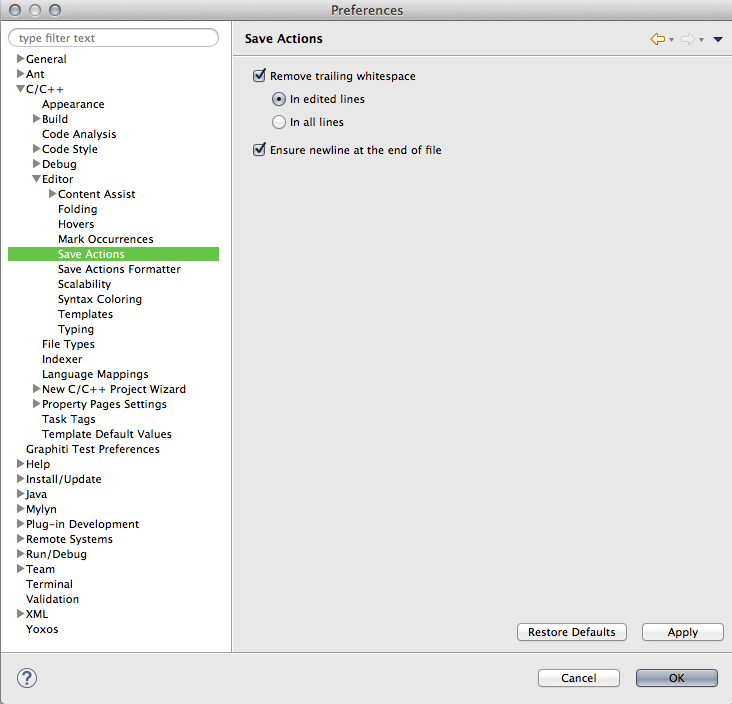 Preferences
type filter text
General
Ant
C/C++
Appearance
Build
Code Analysis
Code Style
Debug
Editor
Content Assist
Folding
Hovers
Mark Occurrences
Save Actions
Save Actions Formatter
Scalability
Syntax Coloring
Templates
Typing
File Types
Indexer
Language Mappings
New C/C++ Project Wizard
Property Pages Settings
Task Tags
Template Default Values
Graphiti Test Preferences
Help
Install/Update
Java
Mylyn
Plug-in Development
Remote Systems
Run/Debug
Team
Terminal
Validation
XML
Yoxos
Save Actions
Remove trailing whitespace
In edited lines
In all lines
Ensure newline at the end of file
Restore Defaults
Apply
?
Cancel
OK